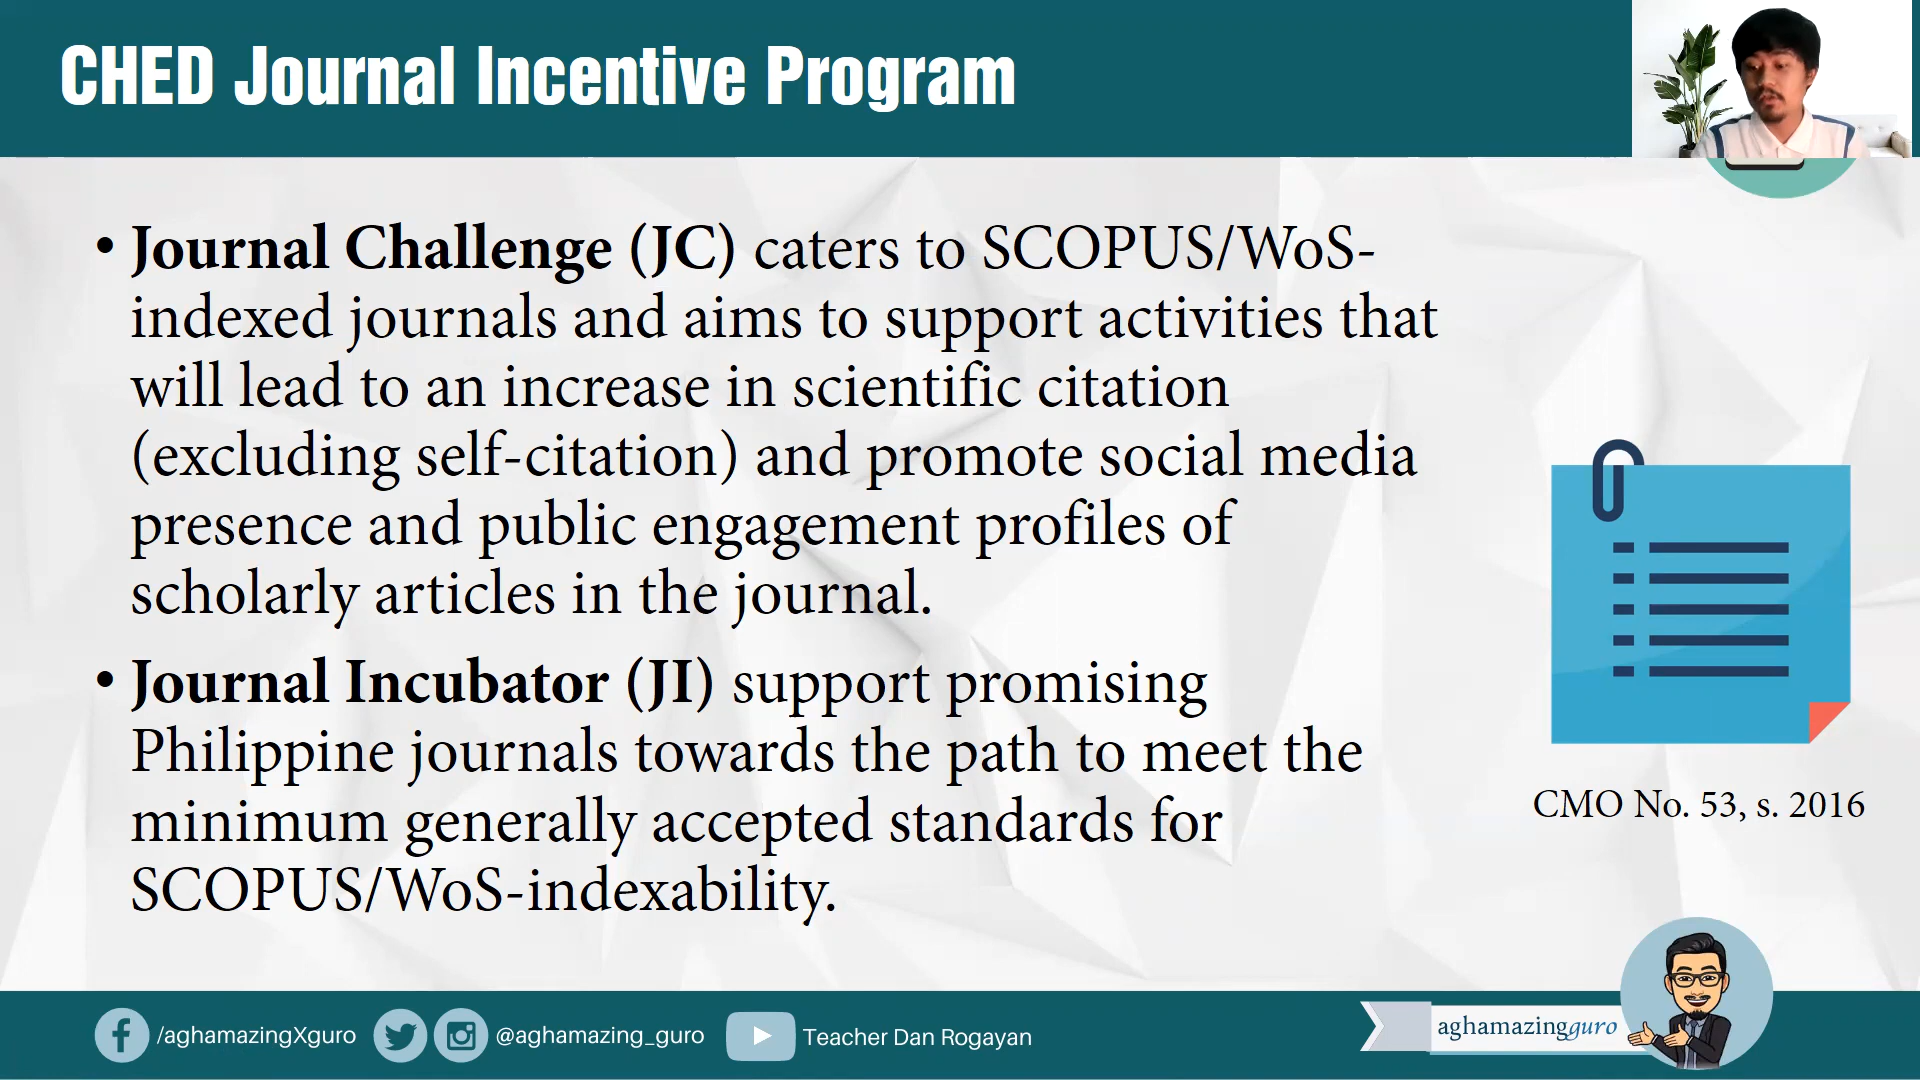 CHED Journal Incentive Program
• Journal Challenge (JC) caters to SCOPUS/WoS-
indexed journals and aims to support activities that
will lead to an increase in scientific citation
(excluding self-citation) and promote social media
presence and public engagement profiles of
scholarly articles in the journal.
• Journal Incubator (JI) support promising
Philippine journals towards the path to meet the
minimum generally accepted standards for
SCOPUS/WoS-indexability.
CMO No. 53, s. 2016
/aghamazingXguro
@aghamazing_guro
Teacher Dan Rogayan
aghamazingguro